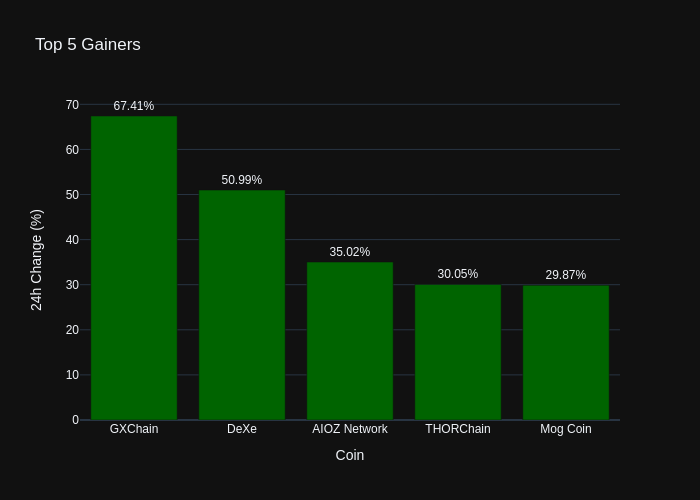 Top 5 Gainers
24h Change (%)
70
60
50
40
30
20
10
0
67.41%
50.99%
35.02%
30.05%
29.87%
GXChain
DeXe
AIOZ Network
THORChain
Mog Coin
Coin